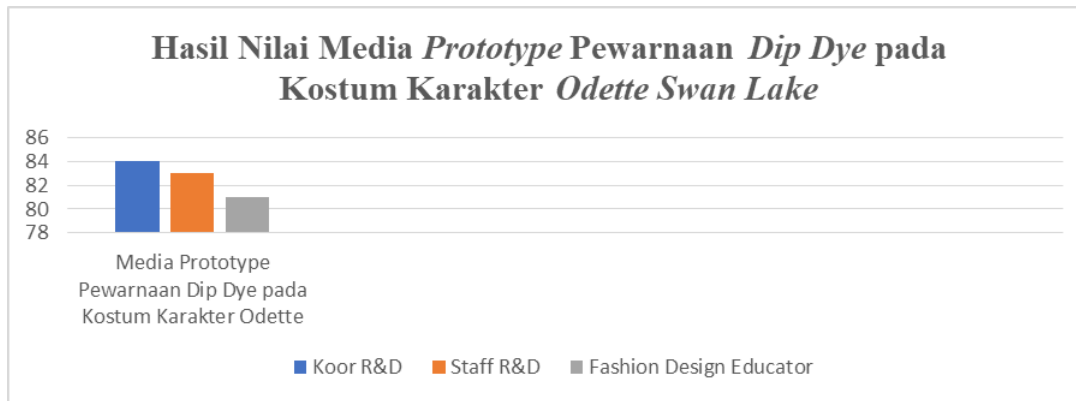 Hasil Nilai Media Prototype Pewarnaan Dip Dye pada
Kostum Karakter Odette Swan Lake
86
84
82
80
78
Media Prototype
Pewarnaan Dip Dye pada
Kostum Karakter Odette
Koor R&D Staff R&D Fashion Design Educator